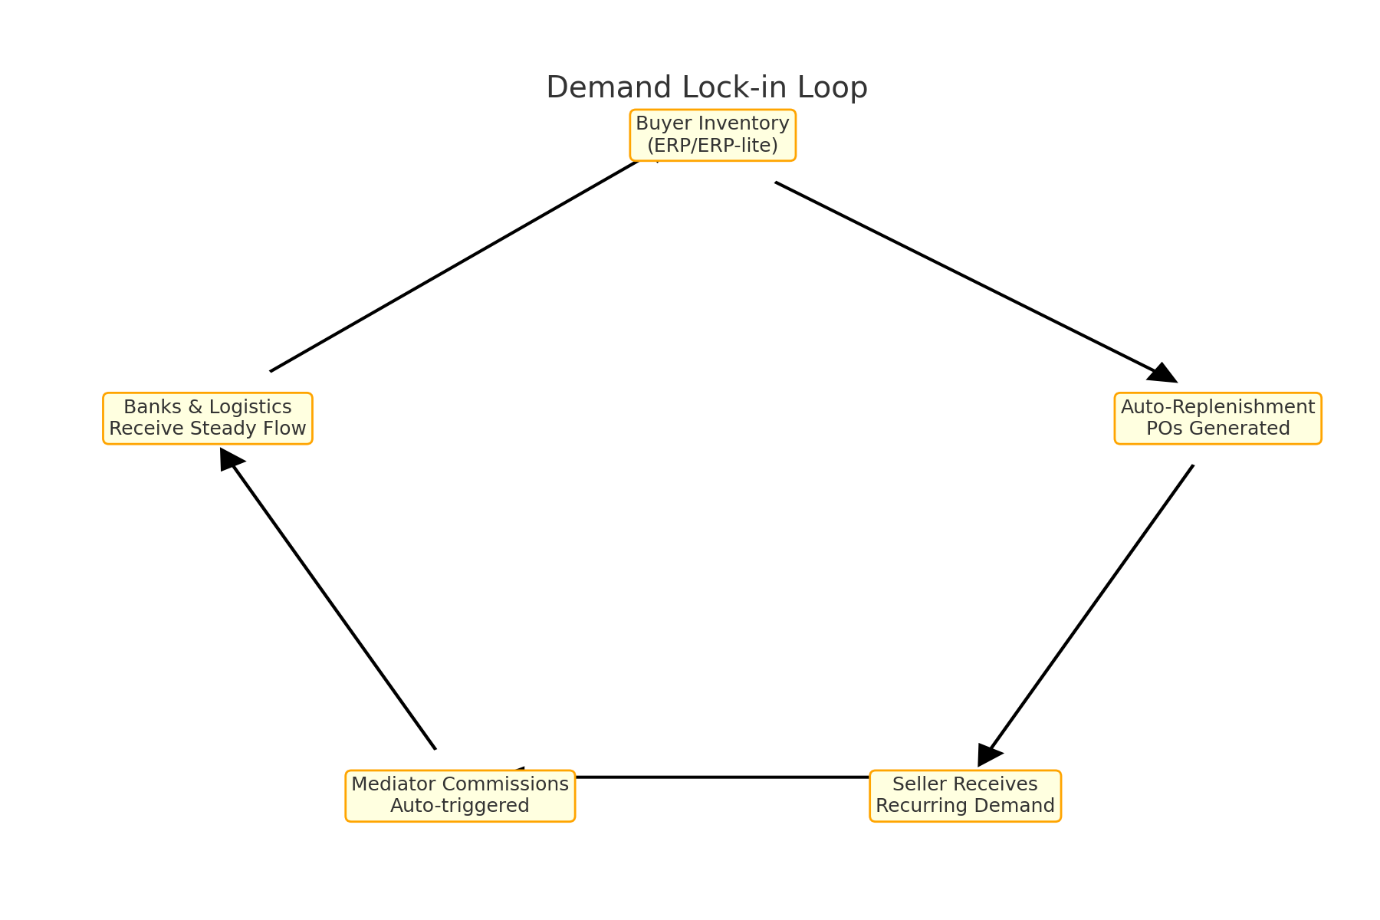 Demand Lock-in Loop
Buyer Inventory
(ERP/ERP-lite)
Auto-Replenishment
POs Generated
Seller Receives
Recurring Demand
Mediator Commissions
Auto-triggered
Banks & Logistics
Receive Steady Flow